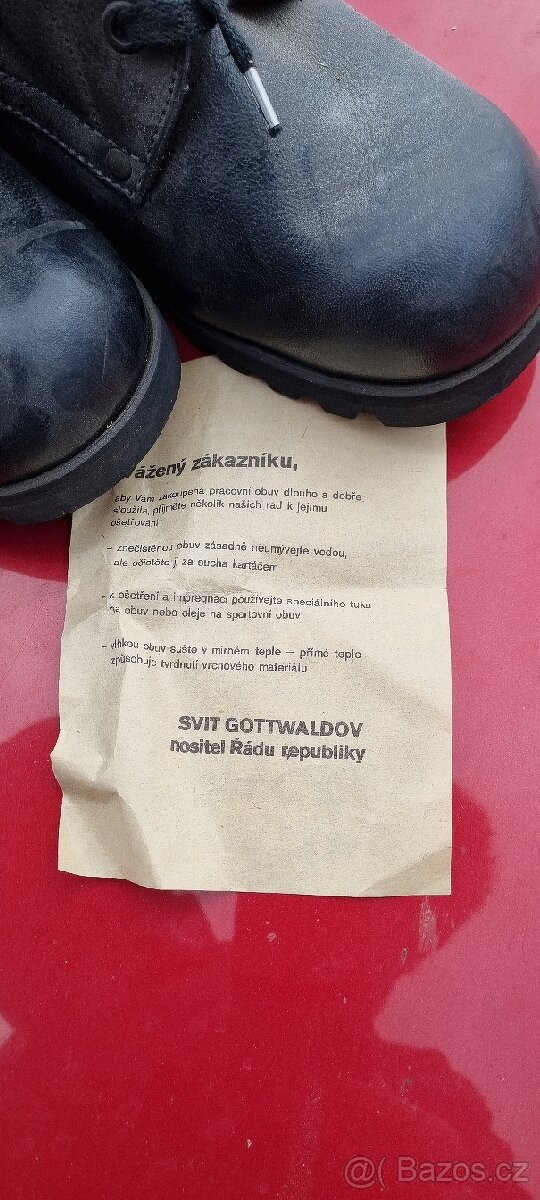 ážený zákazníku,
aby Vám zakoupená pracovní obuv dlouho a dobře
sloužila, přijměte několik našich rad k jejímu
ošetřování
– znečistěnou obuv zásadně neumývejte vodou,
ale očistěte ji za sucha kartáčem
– k ošetření a impregnaci používejte speciálního tuku
na obuv nebo oleje na sportovní obuv
– vlhkou obuv sušte v mírném teple – přímé teplo
způsobuje tvrdnutí vrchového materiálu
SVIT GOTTWALDOV
nositel Řádu republiky
@( Bazos.cz